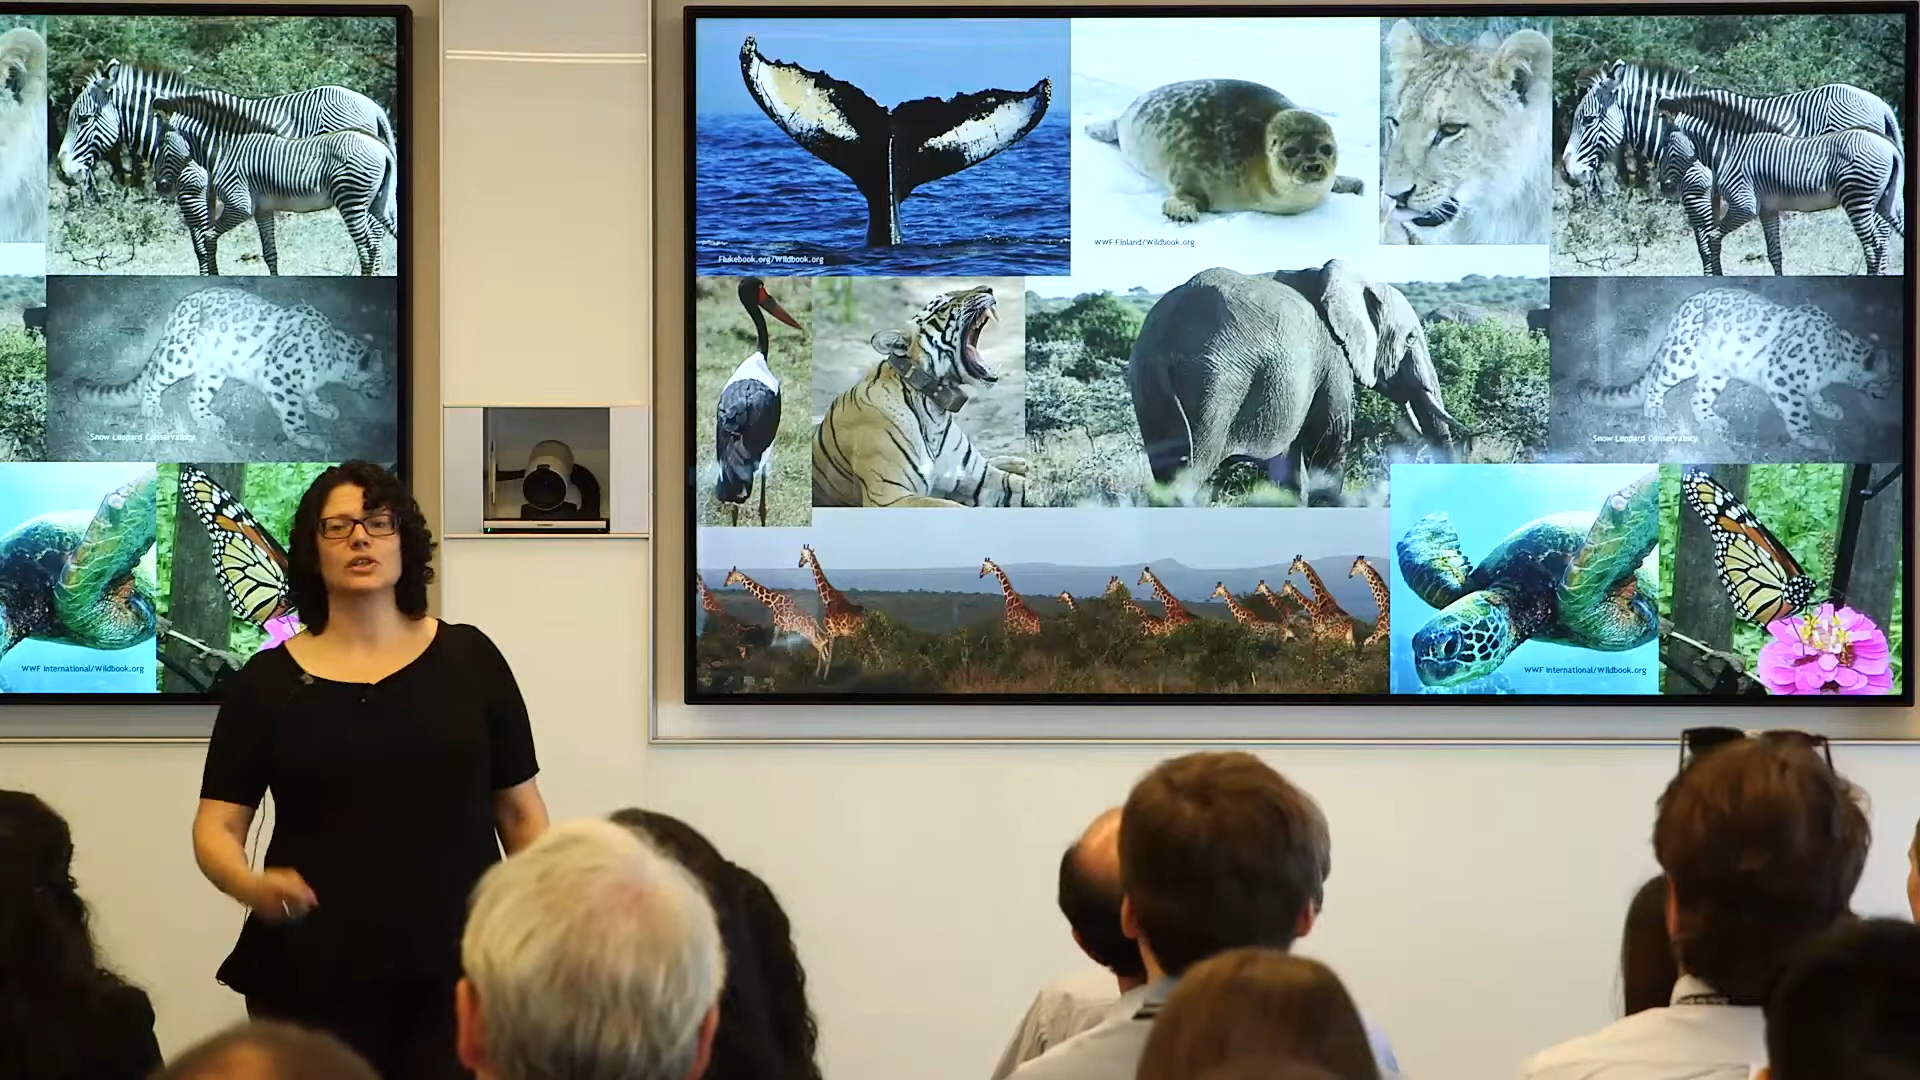 Snow Leopard Conservancy
WWF International/Wildbook.org
Flukebook.org/Wildbook.org
WWF Finland/Wildbook.org
Snow Leopard Conservancy
WWF International/Wildbook.org